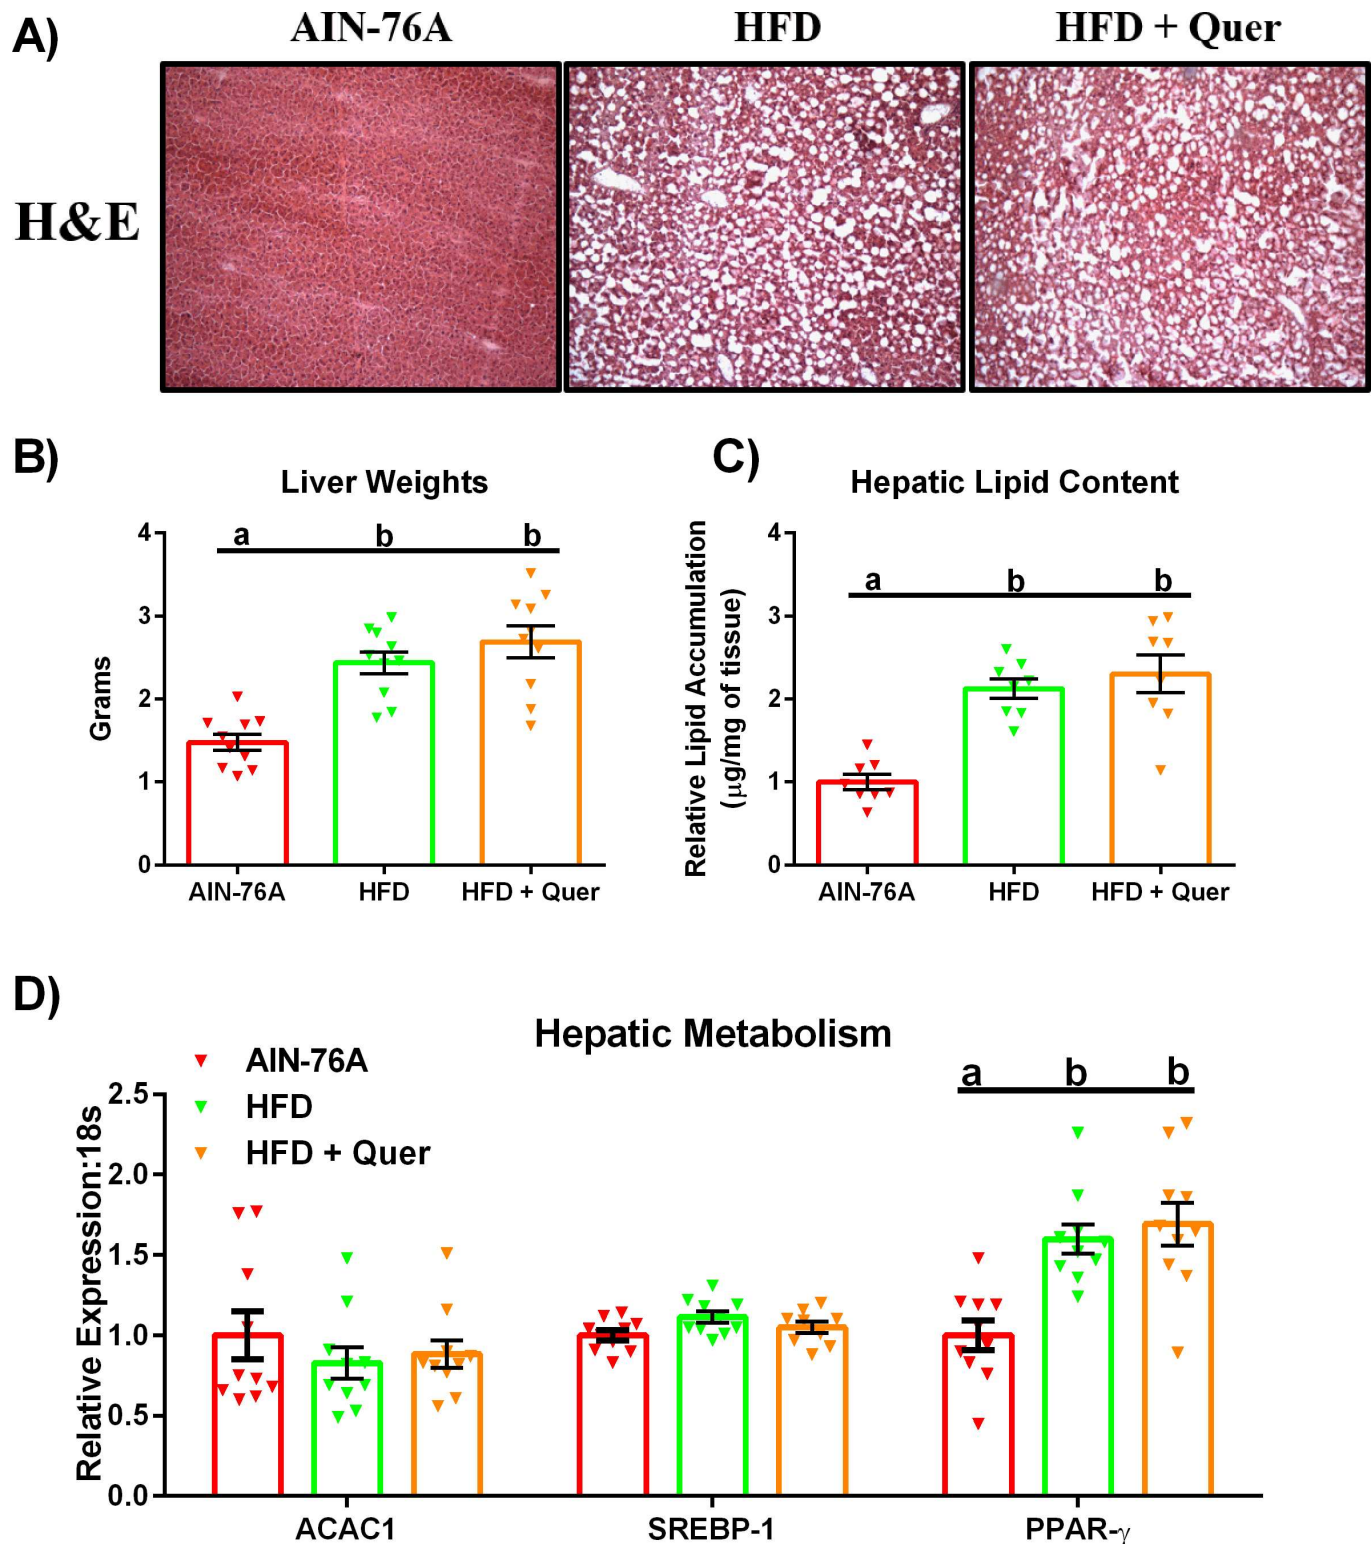 A)
AIN-76A HFD HFD + Quer
H&E
B)
Liver Weights
a b b
Grams
4
3
2
1
0
AIN-76A HFD HFD + Quer
C)
Hepatic Lipid Content
a b b
Relative Lipid Accumulation
(μg/mg of tissue)
4
3
2
1
0
AIN-76A HFD HFD + Quer
D)
Hepatic Metabolism
AIN-76A
HFD
HFD + Quer
a b b
Relative Expression:18s
2.5
2.0
1.5
1.0
0.5
0.0
ACAC1 SREBP-1 PPAR-γ